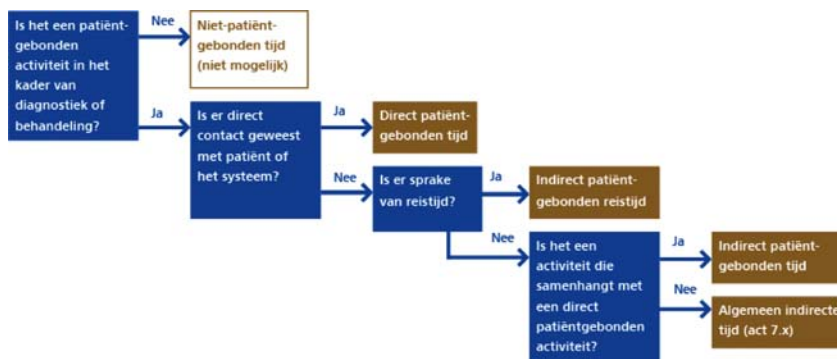 Is het een patiënt-
gebonden
activiteit in het
kader van
diagnostiek of
behandeling?
Nee
Niet-patiënt-
gebonden tijd
(niet mogelijk)
Ja
Is er direct
contact geweest
met patiënt of
het systeem?
Ja
Direct patiënt-
gebonden tijd
Nee
Is er sprake
van reistijd?
Ja
Indirect patiënt-
gebonden reistijd
Nee
Is het een
activiteit die
samenhangt met
een direct
patiëntgebonden
activiteit?
Ja
Indirect patiënt-
gebonden tijd
Nee
Algemeen indirecte
tijd (act 7.x)